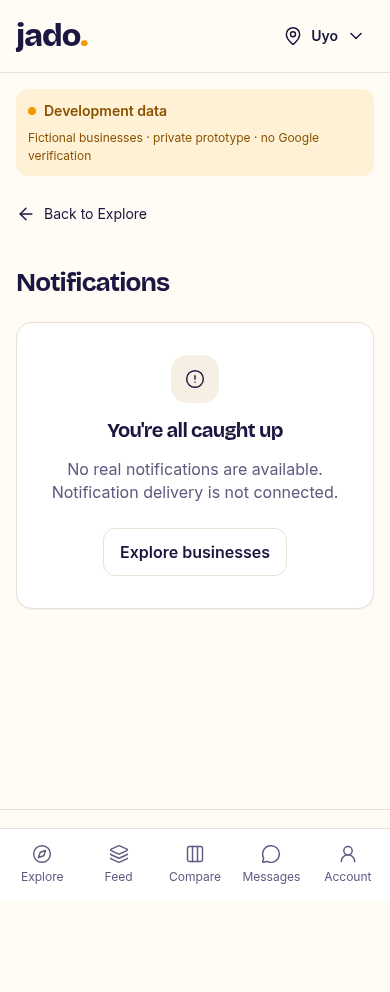 jado.
Uyo
Development data
Fictional businesses · private prototype · no Google
verification
Back to Explore
Notifications
You're all caught up
No real notifications are available.
Notification delivery is not connected.
Explore businesses
Explore
Feed
Compare
Messages
Account